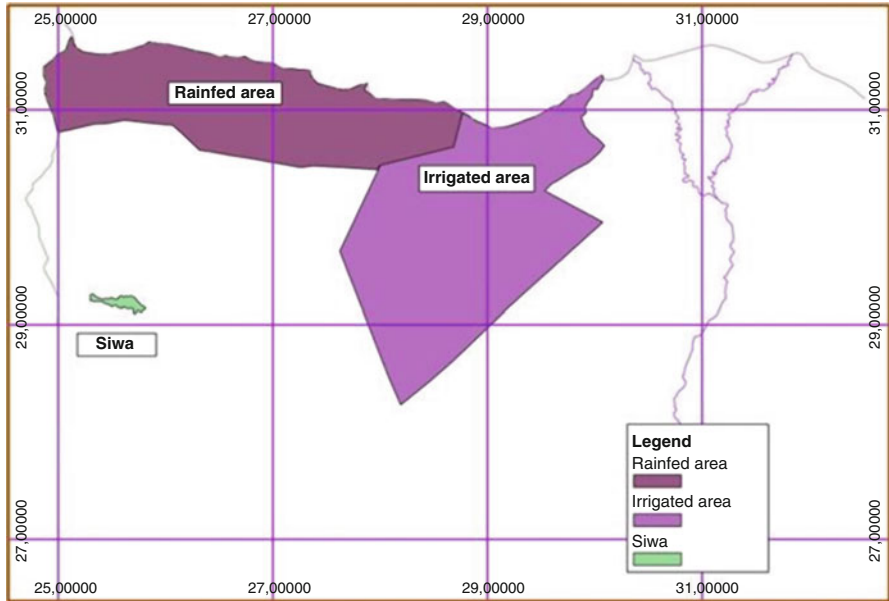 25,00000 27,00000 29,00000 31,00000
31,00000 31,00000
Rainfed area
Irrigated area
29,00000 29,00000
Siwa
Legend
Rainfed area
Irrigated area
Siwa
27,00000 27,00000
25,00000 27,00000 29,00000 31,00000